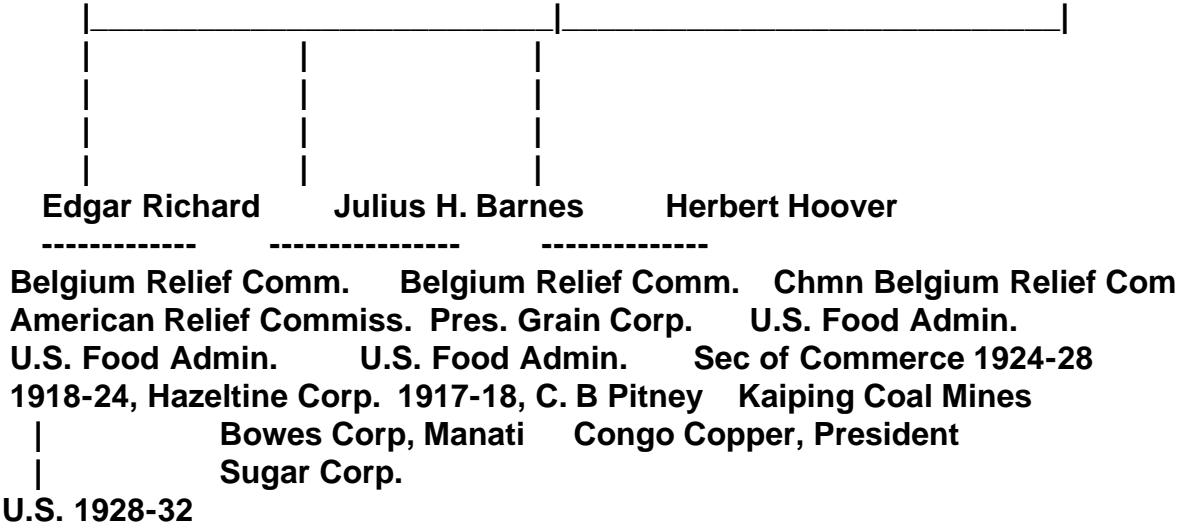 |__________________________|____________________________|
|            |             |
|            |             |
|            |             |
|            |             |
Edgar Richard Julius H. Barnes Herbert Hoover
------------- ---------------- --------------
Belgium Relief Comm. Belgium Relief Comm. Chmn Belgium Relief Com
American Relief Commiss. Pres. Grain Corp. U.S. Food Admin.
U.S. Food Admin. U.S. Food Admin. Sec of Commerce 1924-28
1918-24, Hazeltine Corp. 1917-18, C. B Pitney Kaiping Coal Mines
| Bowes Corp, Manati Congo Copper, President
| Sugar Corp.
U.S. 1928-32